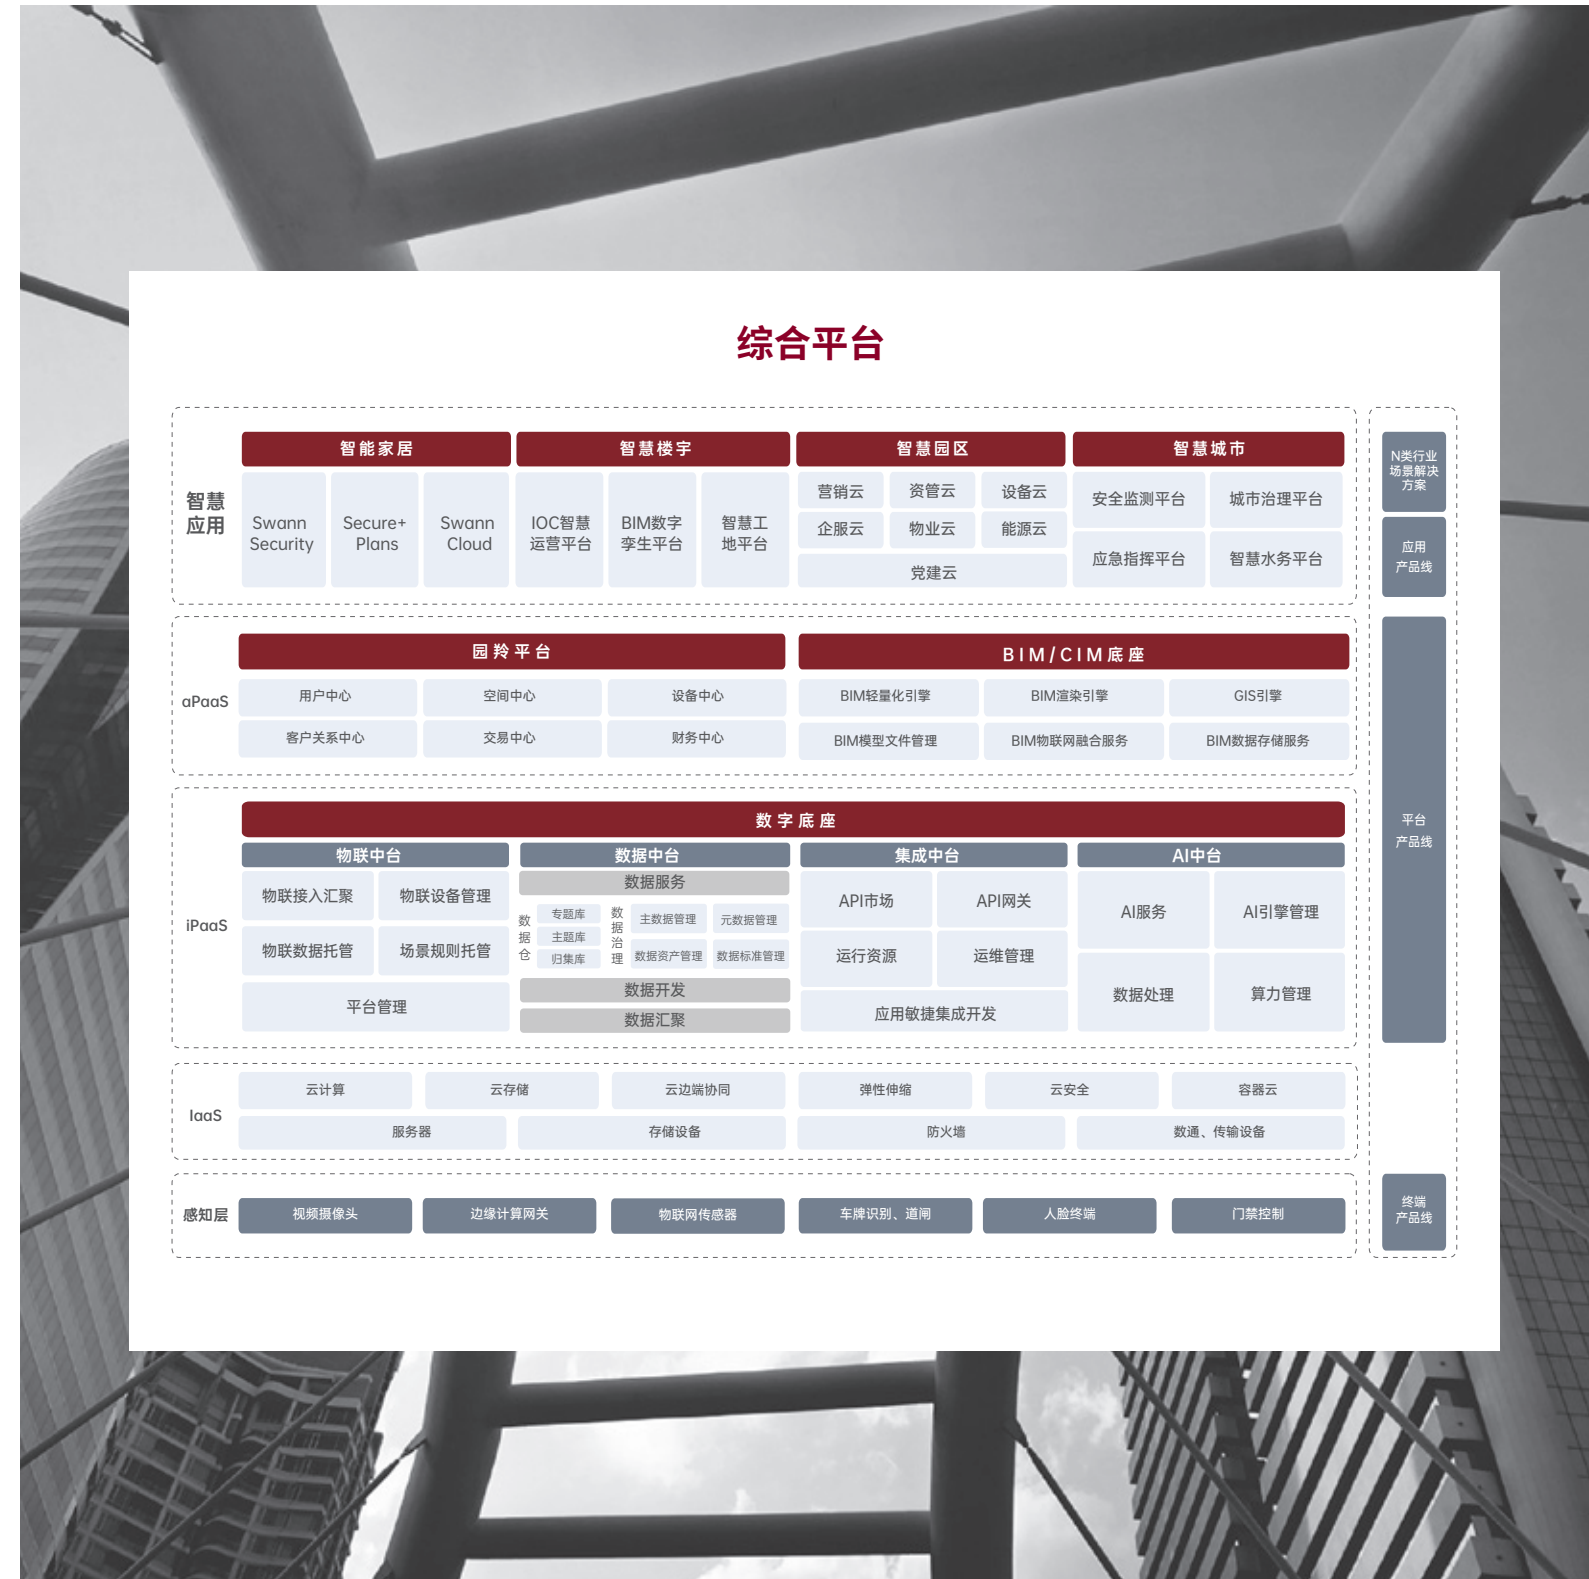 综合平台
智慧
应用
智能家居
智慧楼宇
智慧园区
智慧城市
Swann
Security
Secure+
Plans
Swann
Cloud
IOC智慧
运营平台
BIM数字
孪生平台
智慧工
地平台
营销云
资管云
设备云
企服云
物业云
能源云
党建云
安全监测平台
城市治理平台
应急指挥平台
智慧水务平台
N类行业
场景解决
方案
应用
产品线
aPaaS
园羚平台
BIM/CIM底座
用户中心
空间中心
设备中心
客户关系中心
交易中心
财务中心
BIM轻量化引擎
BIM渲染引擎
GIS引擎
BIM模型文件管理
BIM物联网融合服务
BIM数据存储服务
平台
产品线
iPaaS
数字底座
物联中台
数据中台
集成中台
AI中台
物联接入汇聚
物联设备管理
物联数据托管
场景规则托管
平台管理
数据服务
数据仓
专题库
主题库
归集库
数据治理
主数据管理
元数据管理
数据资产管理
数据标准管理
数据开发
数据汇聚
API市场
API网关
运行资源
运维管理
应用敏捷集成开发
AI服务
AI引擎管理
数据处理
算力管理
IaaS
云计算
云存储
云边端协同
弹性伸缩
云安全
容器云
服务器
存储设备
防火墙
数通、传输设备
感知层
视频摄像头
边缘计算网关
物联网传感器
车牌识别、道闸
人脸终端
门禁控制
终端
产品线